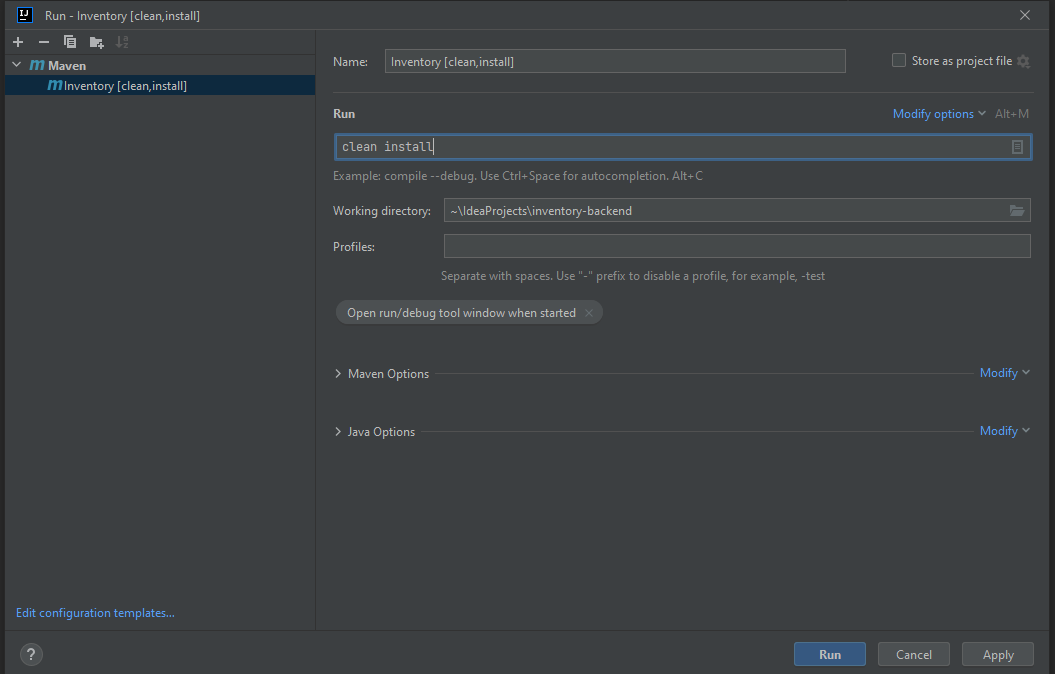 IJ
Run - Inventory [clean,install]
m Maven
m Inventory [clean,install]
Edit configuration templates...
Name: Inventory [clean,install]
Store as project file
Run
Modify options Alt+M
clean install
Example: compile --debug. Use Ctrl+Space for autocompletion. Alt+C
Working directory: ~\IdeaProjects\inventory-backend
Profiles:
Separate with spaces. Use "-" prefix to disable a profile, for example, -test
Open run/debug tool window when started
Maven Options Modify
Java Options Modify
?
Run Cancel Apply